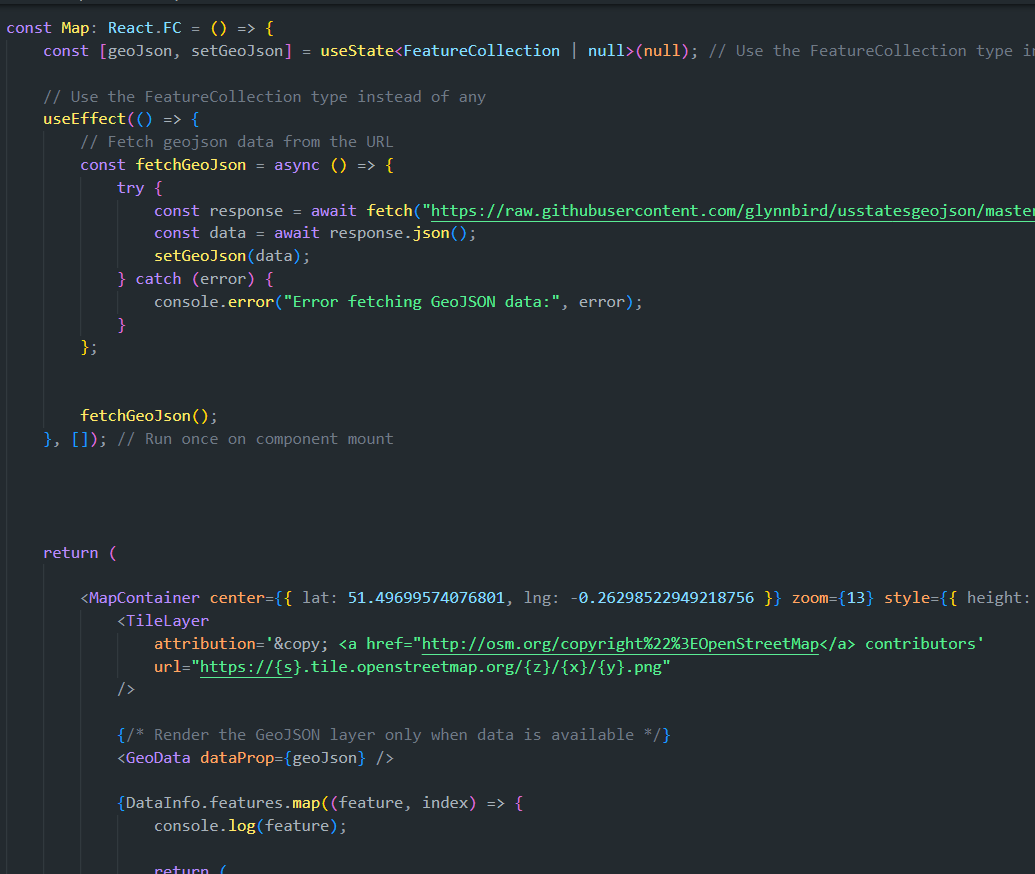 const Map: React.FC = () => {
const [geoJson, setGeoJson] = useState<FeatureCollection | null>(null); // Use the FeatureCollection type
// Use the FeatureCollection type instead of any
useEffect(() => {
// Fetch geojson data from the URL
const fetchGeoJson = async () => {
try {
const response = await fetch("https://raw.githubusercontent.com/glynnbird/usstatesgeojson/master
const data = await response.json();
setGeoJson(data);
} catch (error) {
console.error("Error fetching GeoJSON data:", error);
}
};
fetchGeoJson();
}, []); // Run once on component mount
return (
<MapContainer center={{ lat: 51.49699574076801, lng: -0.26298522949218756 }} zoom={13} style={{ height:
<TileLayer
attribution='&copy; <a href="http://osm.org/copyright%22%3EOpenStreetMap</a> contributors'
url="https://{s}.tile.openstreetmap.org/{z}/{x}/{y}.png"
/>
{/* Render the GeoJSON layer only when data is available */}
<GeoData dataProp={geoJson} />
{DataInfo.features.map((feature, index) => {
console.log(feature);
return (